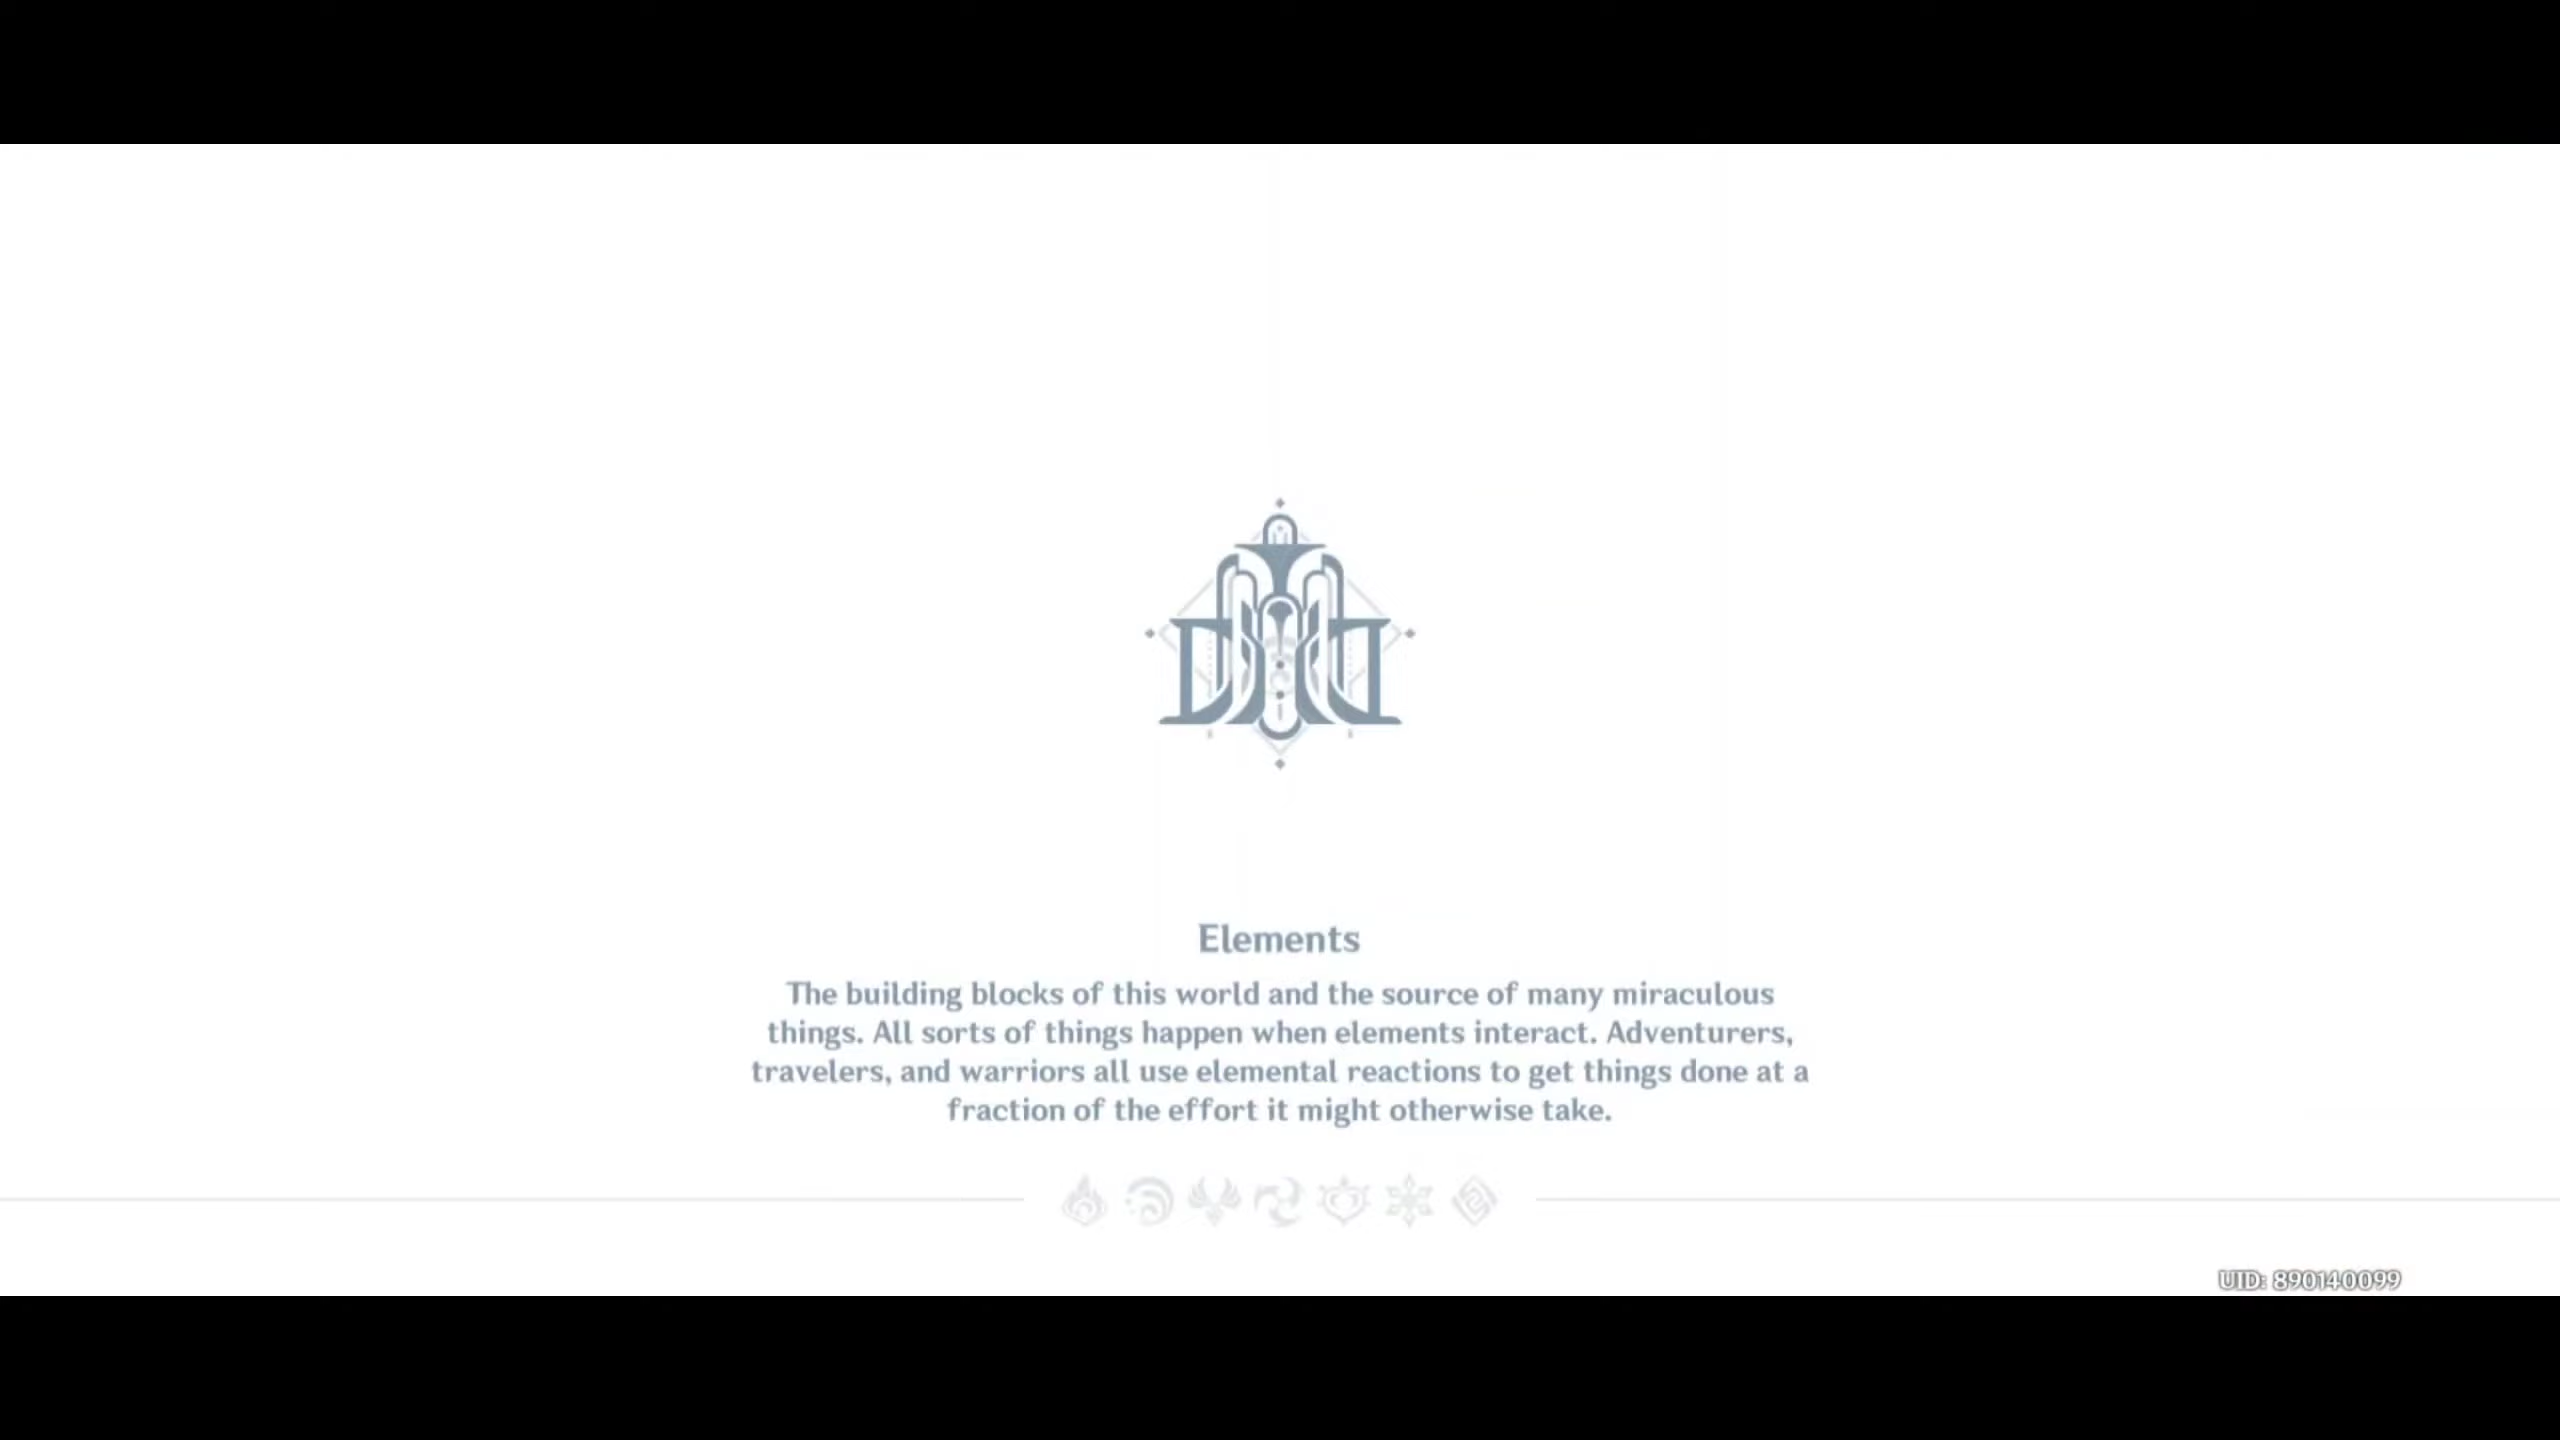 Elements
The building blocks of this world and the source of many miraculous
things. All sorts of things happen when elements interact. Adventurers,
travelers, and warriors all use elemental reactions to get things done at a
fraction of the effort it might otherwise take.
UID: 890140099